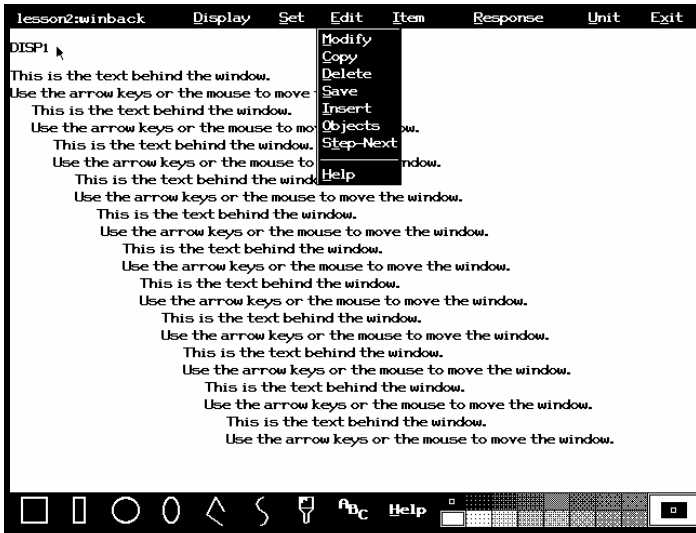 lesson2:winback Display Set Edit Item Response Unit Exit
DISP1
Modify
Copy
Delete
Save
Insert
Objects
Step-Next
Help
This is the text behind the window.
Use the arrow keys or the mouse to move
This is the text behind the window.
Use the arrow keys or the mouse to mo ow.
This is the text behind the window.
Use the arrow keys or the mouse to ndow.
This is the text behind the wind
Use the arrow keys or the mouse to move the window.
This is the text behind the window.
Use the arrow keys or the mouse to move the window.
This is the text behind the window.
Use the arrow keys or the mouse to move the window.
This is the text behind the window.
Use the arrow keys or the mouse to move the window.
This is the text behind the window.
Use the arrow keys or the mouse to move the window.
This is the text behind the window.
Use the arrow keys or the mouse to move the window.
This is the text behind the window.
Use the arrow keys or the mouse to move the window.
This is the text behind the window.
Use the arrow keys or the mouse to move the window.
ABC Help